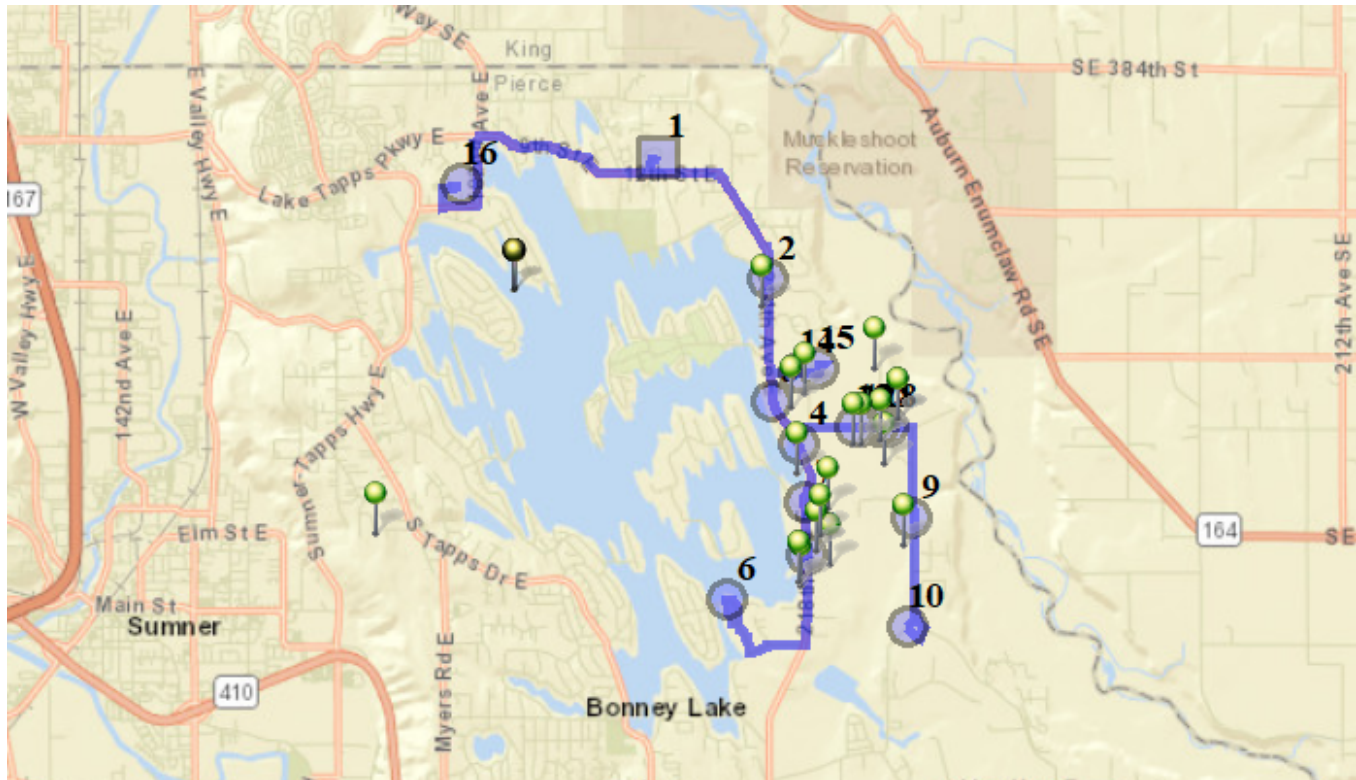 Way SE
King
Pierce
SE 384th St
Ave E
1
16
Lake Tapps Pkwy E
E Valley Hwy E
Muckleshoot
Reservation
Auburn Enumclaw Rd SE
167
2
212th Ave SE
W Valley Hwy E
142nd Ave E
15
4
8
Sumner-Tapps Hwy E
9
164
SE
Elm St E
S Tapps Dr E
6
10
Main St
Sumner
Myers Rd E
410
Bonney Lake